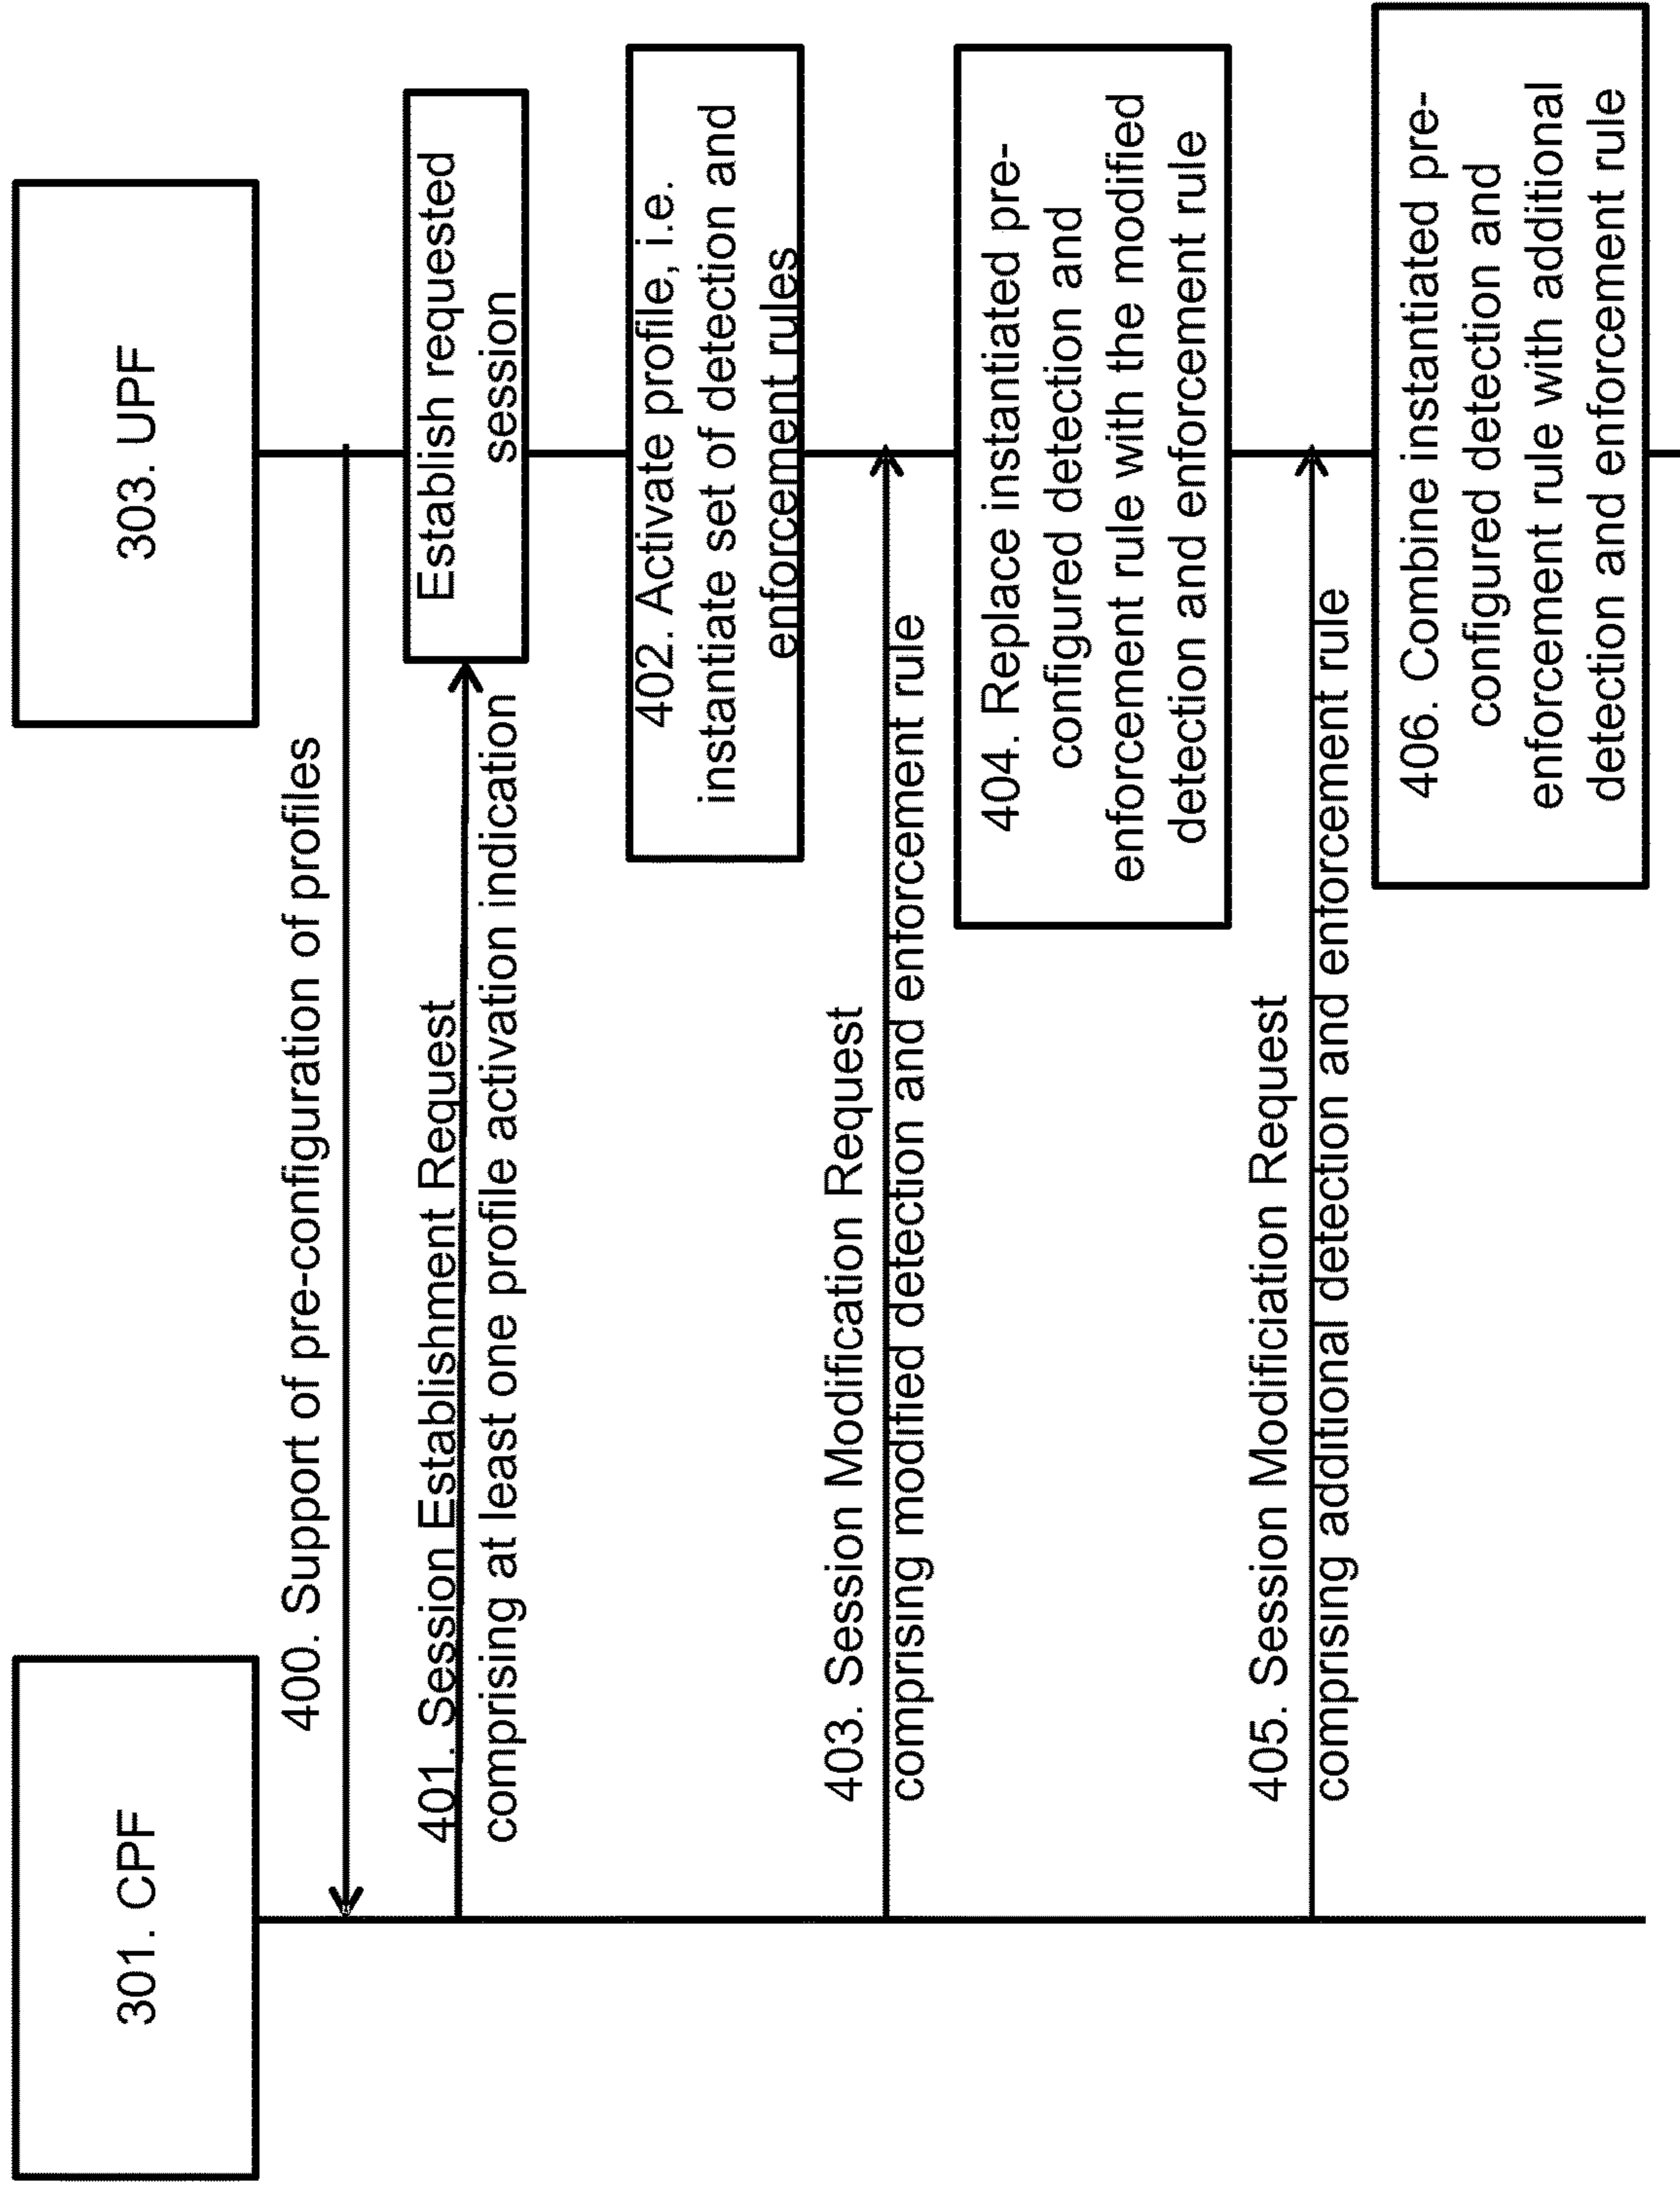 301. CPF
303. UPF
400. Support of pre-configuration of profiles
401. Session Establishment Request
comprising at least one profile activation indication
Establish requested
session
402. Activate profile, i.e.
instantiate set of detection and
enforcement rules
403. Session Modification Request
comprising modified detection and enforcement rule
404. Replace instantiated pre-
configured detection and
enforcement rule with the modified
detection and enforcement rule
405. Session Modificiation Request
comprising additional detection and enforcement rule
406. Combine instantiated pre-
configured detection and
enforcement rule with additional
detection and enforcement rule